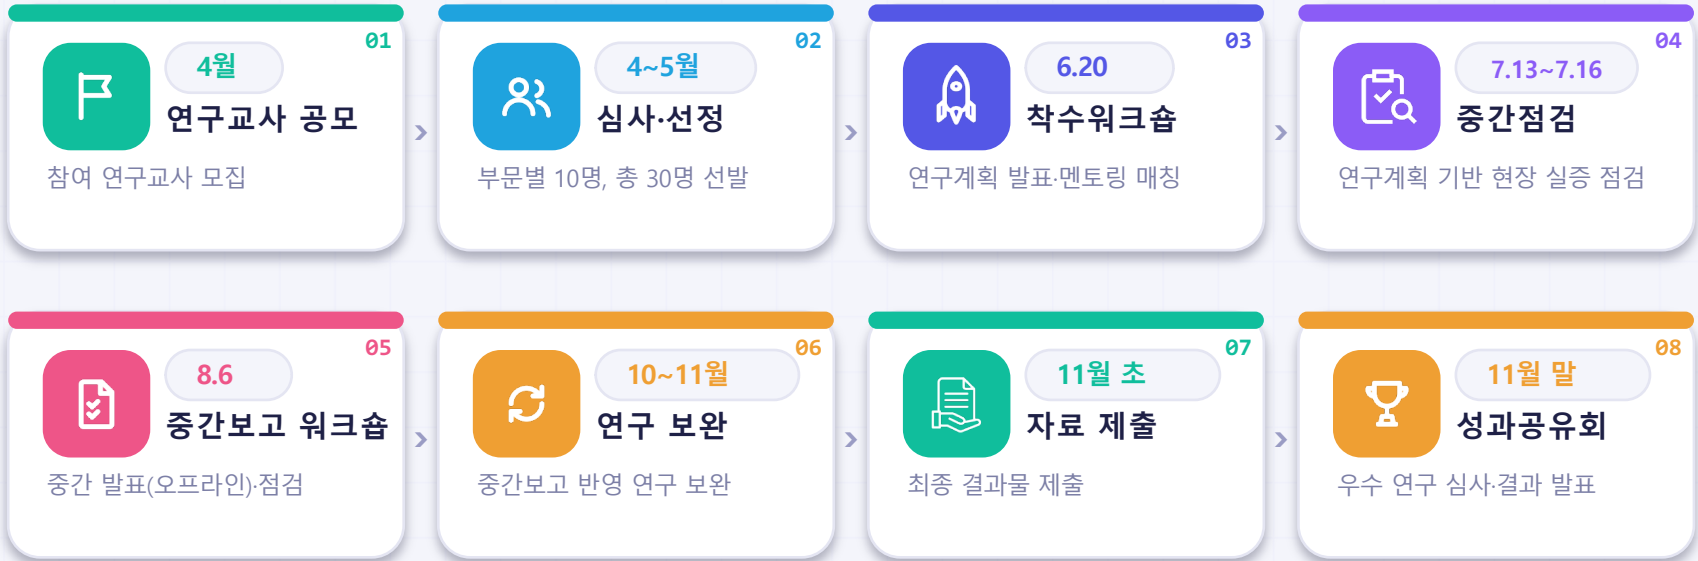 01
4월
연구교사 공모
참여 연구교사 모집
02
4~5월
심사·선정
부문별 10명, 총 30명 선발
03
6.20
착수워크숍
연구계획 발표·멘토링 매칭
04
7.13~7.16
중간점검
연구계획 기반 현장 실증 점검
05
8.6
중간보고 워크숍
중간 발표(오프라인)·점검
06
10~11월
연구 보완
중간보고 반영 연구 보완
07
11월 초
자료 제출
최종 결과물 제출
08
11월 말
성과공유회
우수 연구 심사·결과 발표